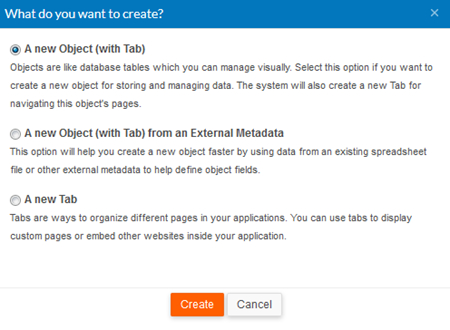 What do you want to create?
A new Object (with Tab)
Objects are like database tables which you can manage visually. Select this option if you want to
create a new object for storing and managing data. The system will also create a new Tab for
navigating this object's pages.
A new Object (with Tab) from an External Metadata
This option will help you create a new object faster by using data from an existing spreadsheet
file or other external metadata to help define object fields.
A new Tab
Tabs are ways to organize different pages in your applications. You can use tabs to display
custom pages or embed other websites inside your application.
Create Cancel